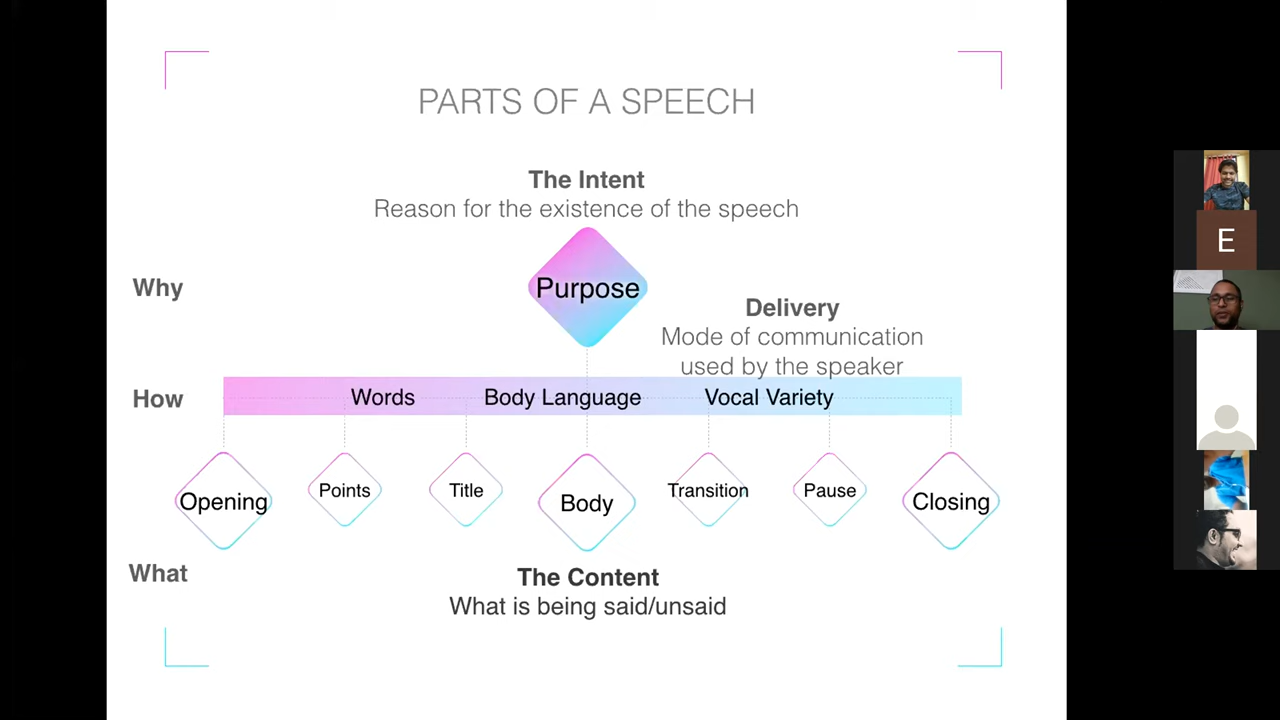 PARTS OF A SPEECH
The Intent
Reason for the existence of the speech
Why
Purpose
Delivery
Mode of communication
used by the speaker
How
Words Body Language Vocal Variety
Opening Points Title Body Transition Pause Closing
What
The Content
What is being said/unsaid
E